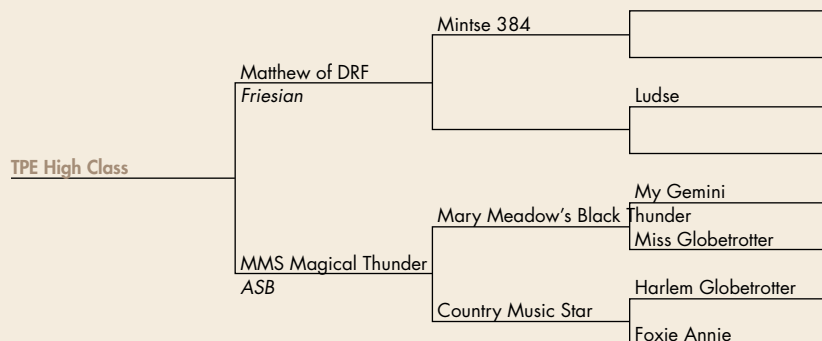 Mintse 384
Matthew of DRF
Friesian
Ludse
TPE High Class
My Gemini
Mary Meadow's Black Thunder
Miss Globetrotter
MMS Magical Thunder
ASB
Harlem Globetrotter
Country Music Star
Foxie Annie